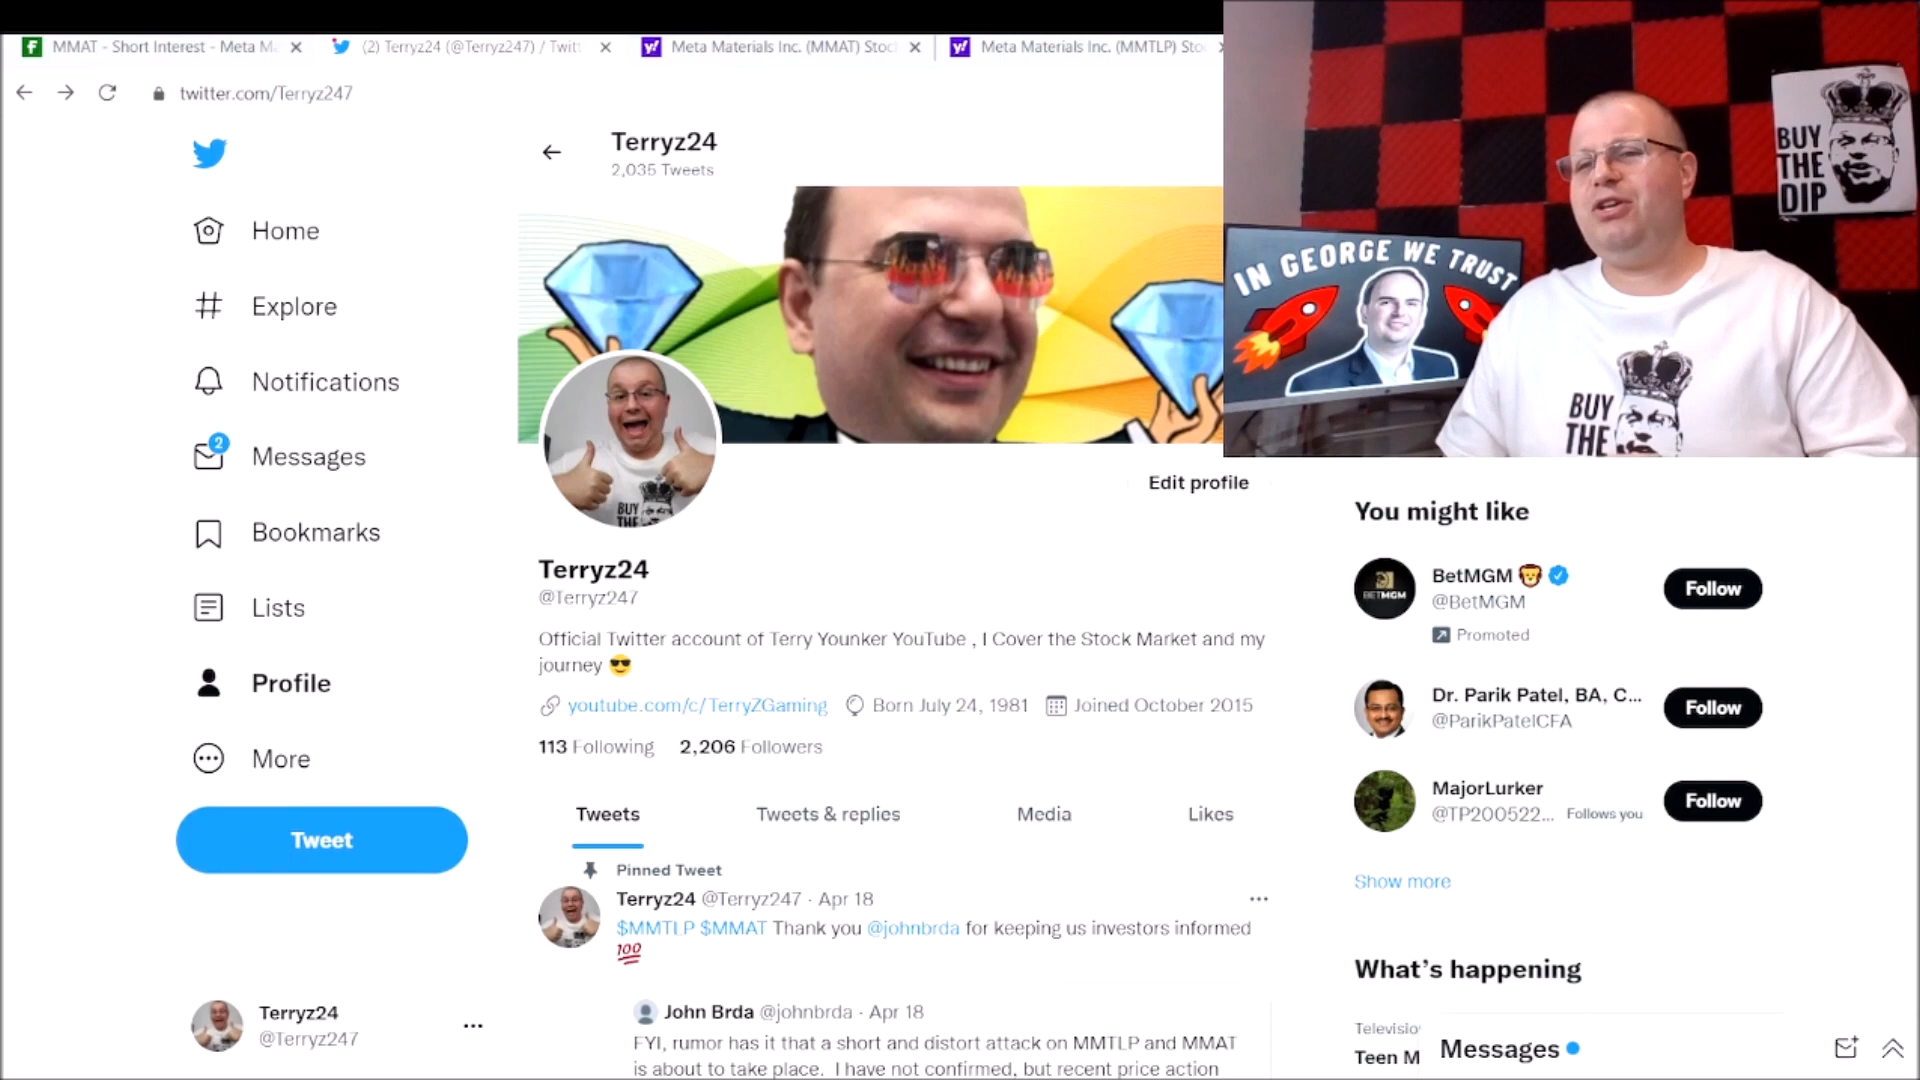 MMAT - Short Interest - Meta M
(2) Terryz24 (@Terryz247) / Twitt
Meta Materials Inc. (MMAT) Stoc
Meta Materials Inc. (MMTLP) Sto
twitter.com/Terryz247
Terryz24
2,035 Tweets
Home
Explore
Notifications
2
Messages
Bookmarks
Lists
Profile
More
Tweet
Terryz24
@Terryz247
IN GEORGE WE TRUST
BUY
THE
DIP
BUY
THE
BUY
THE
Edit profile
Terryz24
@Terryz247
Official Twitter account of Terry Younker YouTube , I Cover the Stock Market and my
journey 😎
youtube.com/c/TerryZGaming Born July 24, 1981 Joined October 2015
113 Following 2,206 Followers
Tweets Tweets & replies Media Likes
Pinned Tweet
Terryz24 @Terryz247 · Apr 18
$MMTLP $MMAT Thank you @johnbrda for keeping us investors informed
💯
John Brda @johnbrda · Apr 18
FYI, rumor has it that a short and distort attack on MMTLP and MMAT
is about to take place. I have not confirmed, but recent price action
You might like
BETMGM
BetMGM 🦁
@BetMGM
Promoted
Follow
Dr. Parik Patel, BA, C...
@ParikPatelCFA
Follow
MajorLurker
@TP200522... Follows you
Follow
Show more
What's happening
Televisio
Teen M
Messages